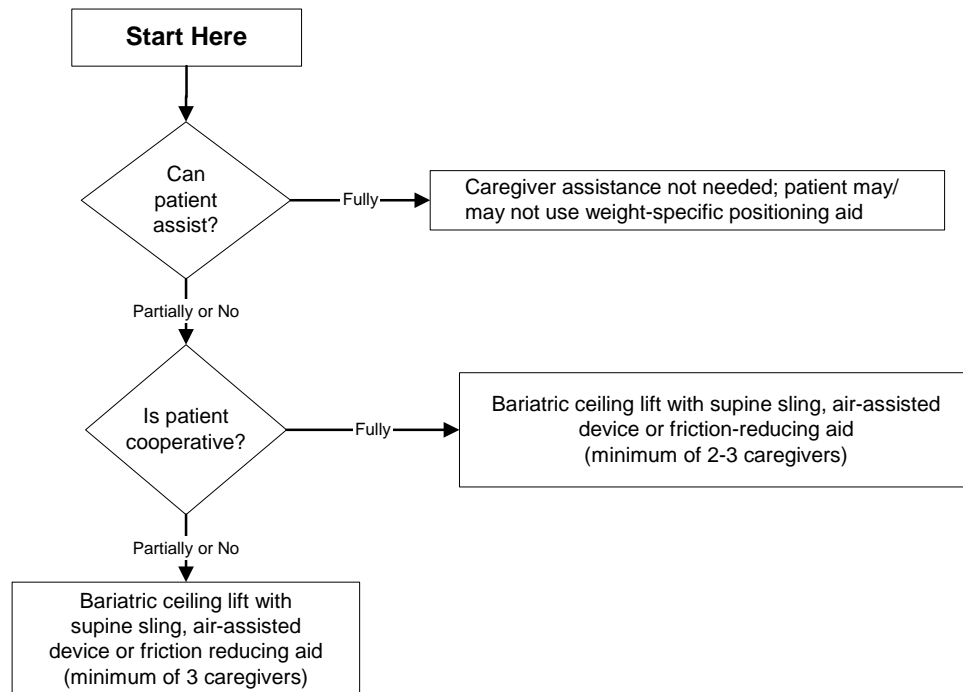 Start Here
Can
patient
assist?
Fully
Caregiver assistance not needed; patient may/
may not use weight-specific positioning aid
Partially or No
Is patient
cooperative?
Fully
Bariatric ceiling lift with supine sling, air-assisted
device or friction-reducing aid
(minimum of 2-3 caregivers)
Partially or No
Bariatric ceiling lift with
supine sling, air-assisted
device or friction reducing aid
(minimum of 3 caregivers)